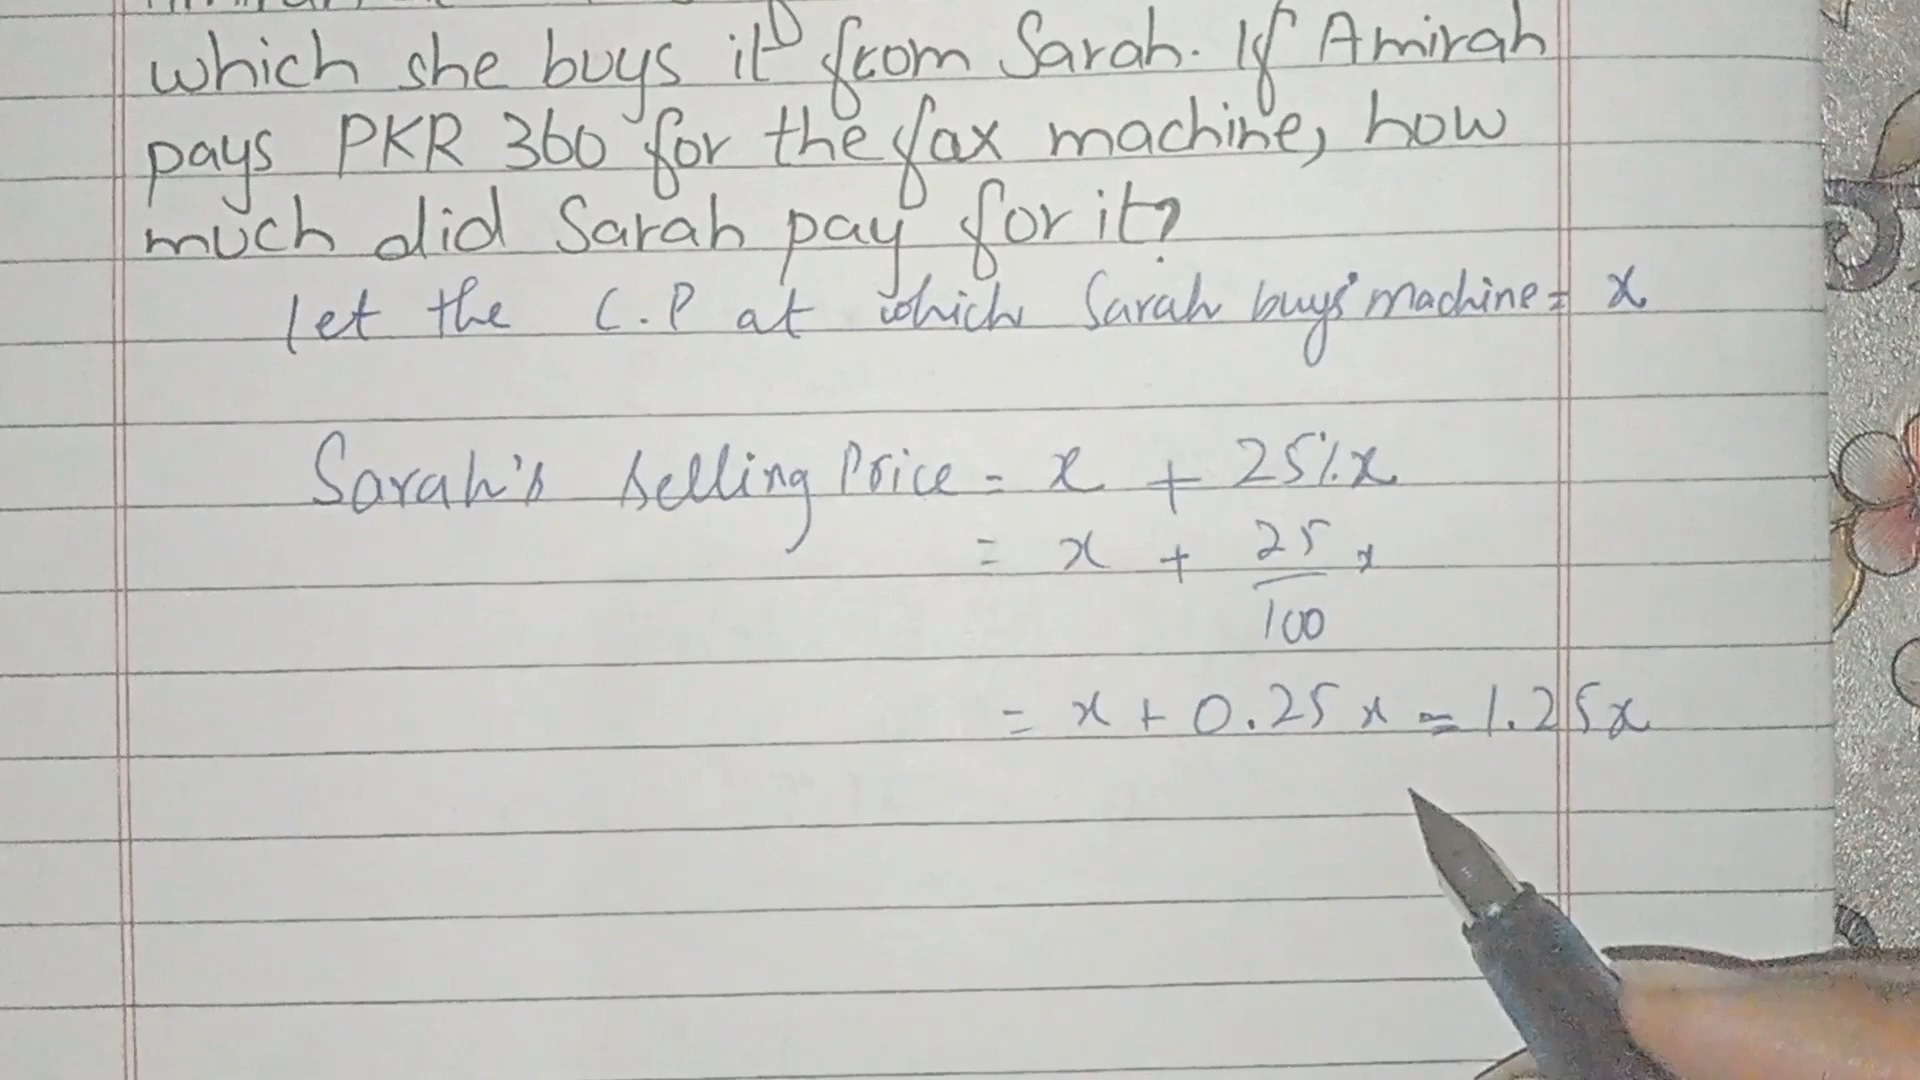 which she buys it from Sarah. If Amirah
pays PKR 360 for the fax machine, how
much did Sarah pay for it?
let the C.P at which Sarah buys machine = x
Sarah's selling Price = x + 25%x
= x + 25/100 x
= x + 0.25x = 1.25x